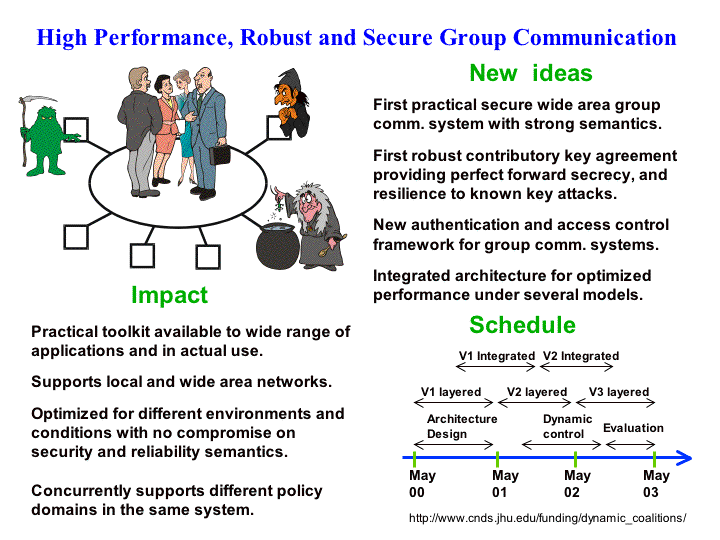 High Performance, Robust and Secure Group Communication
New ideas
First practical secure wide area group
comm. system with strong semantics.
First robust contributory key agreement
providing perfect forward secrecy, and
resilience to known key attacks.
New authentication and access control
framework for group comm. systems.
Integrated architecture for optimized
performance under several models.
Impact
Practical toolkit available to wide range of
applications and in actual use.
Supports local and wide area networks.
Optimized for different environments and
conditions with no compromise on
security and reliability semantics.
Concurrently supports different policy
domains in the same system.
Schedule
V1 Integrated V2 Integrated
V1 layered V2 layered V3 layered
Architecture Dynamic Evaluation
Design control
May May May May
00 01 02 03
http://www.cnds.jhu.edu/funding/dynamic_coalitions/